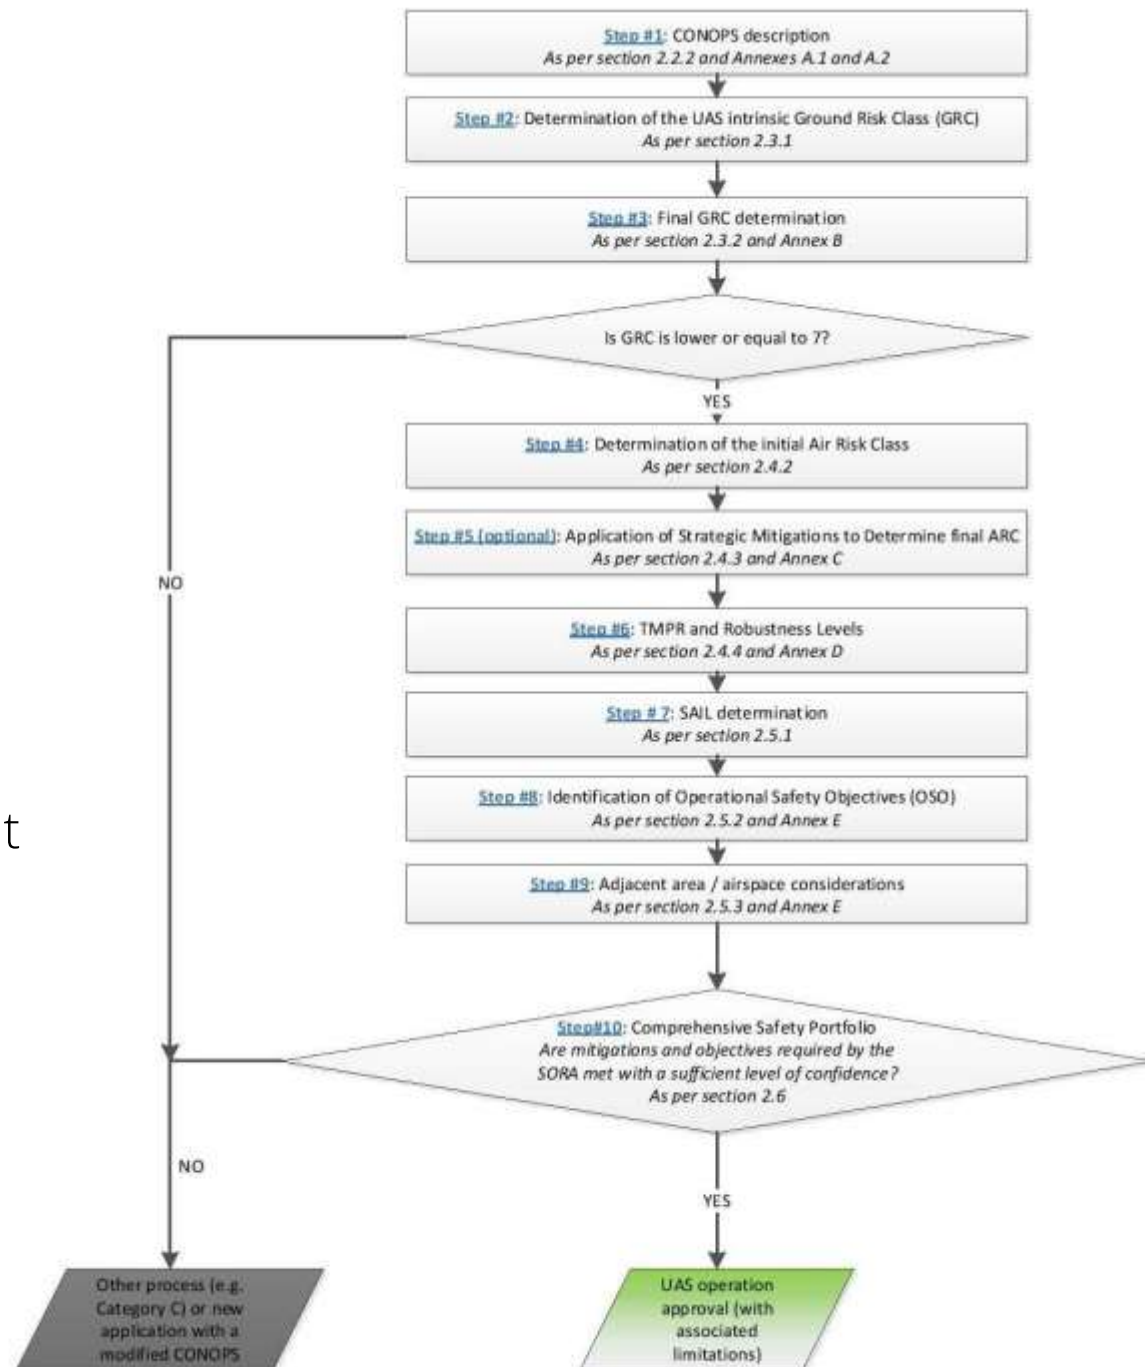 Step #1: CONOPS description
As per section 2.2.2 and Annexes A.1 and A.2
Step #2: Determination of the UAS intrinsic Ground Risk Class (GRC)
As per section 2.3.1
Step #3: Final GRC determination
As per section 2.3.2 and Annex B
Is GRC is lower or equal to 7?
YES
Step #4: Determination of the initial Air Risk Class
As per section 2.4.2
Step #5 (optional): Application of Strategic Mitigations to Determine final ARC
As per section 2.4.3 and Annex C
NO
Step #6: TMPR and Robustness Levels
As per section 2.4.4 and Annex D
Step # 7: SAIL determination
As per section 2.5.1
Step #8: Identification of Operational Safety Objectives (OSO)
As per section 2.5.2 and Annex E
t
Step #9: Adjacent area / airspace considerations
As per section 2.5.3 and Annex E
Step#10: Comprehensive Safety Portfolio
Are mitigations and objectives required by the
SORA met with a sufficient level of confidence?
As per section 2.6
NO
YES
Other process (e.g.
Category C) or new
application with a
modified CONOPS
UAS operation
approval (with
associated
limitations)